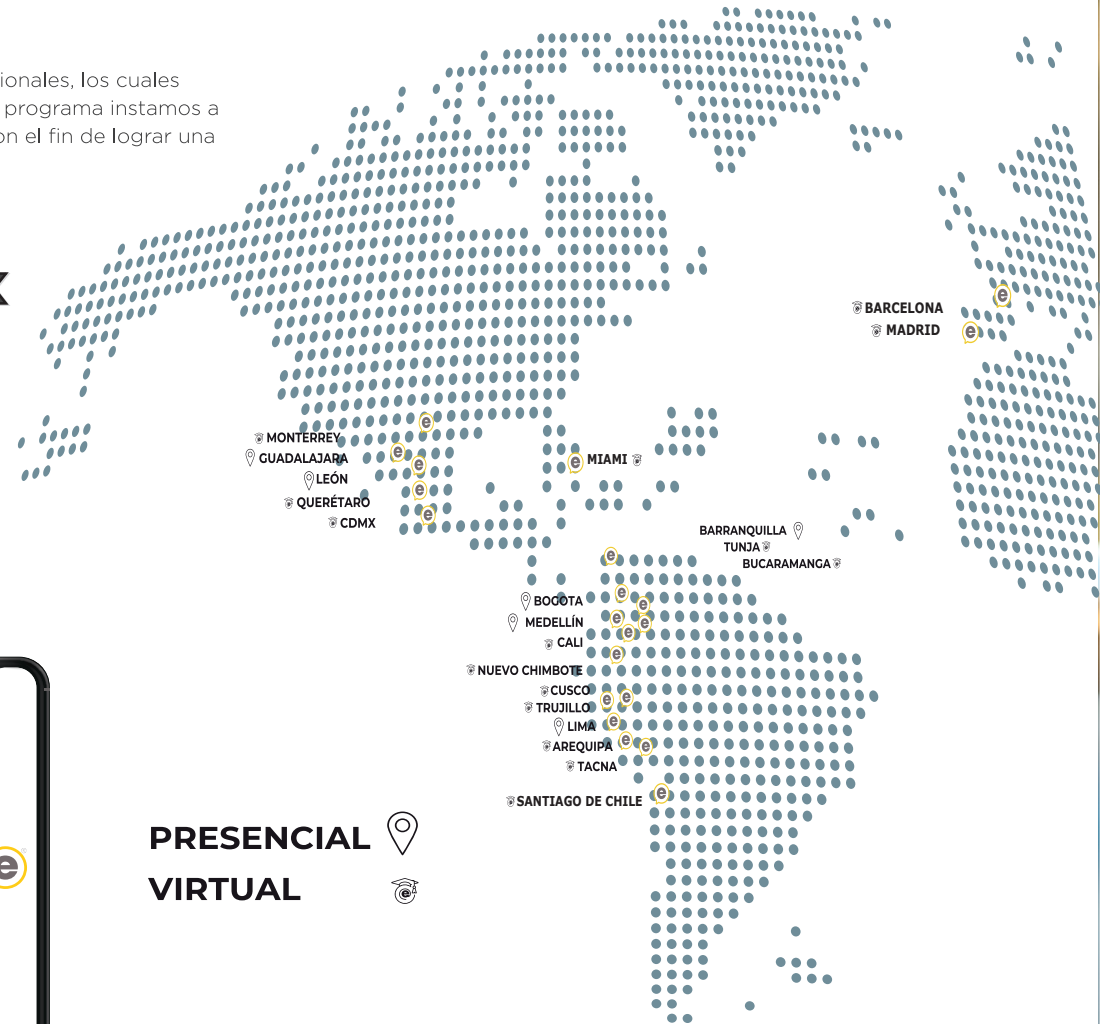 ionales, los cuales
programa instamos a
on el fin de lograr una
BARCELONA
MADRID
MONTERREY
GUADALAJARA
LEÓN
QUERÉTARO
CDMX
MIAMI
BARRANQUILLA
TUNJA
BUCARAMANGA
BOGOTA
MEDELLÍN
CALI
NUEVO CHIMBOTE
CUSCO
TRUJILLO
LIMA
AREQUIPA
TACNA
SANTIAGO DE CHILE
PRESENCIAL
VIRTUAL